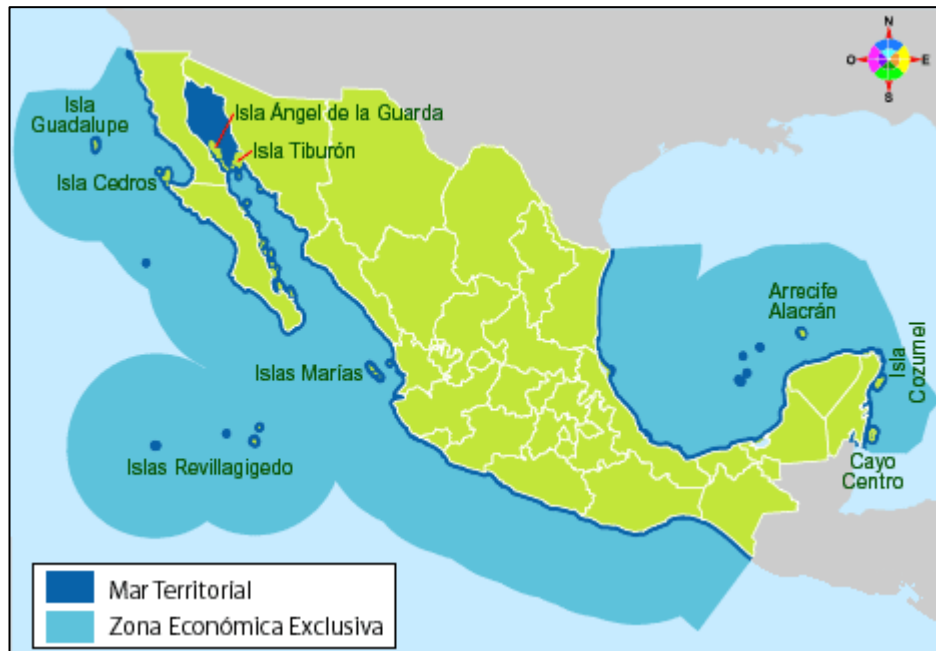 N
O
E
S
Isla
Guadalupe
Isla Ángel de la Guarda
Isla Tiburón
Isla Cedros
Arrecife
Alacrán
Isla
Cozumel
Islas Marías
Islas Revillagigedo
Cayo
Centro
Mar Territorial
Zona Económica Exclusiva